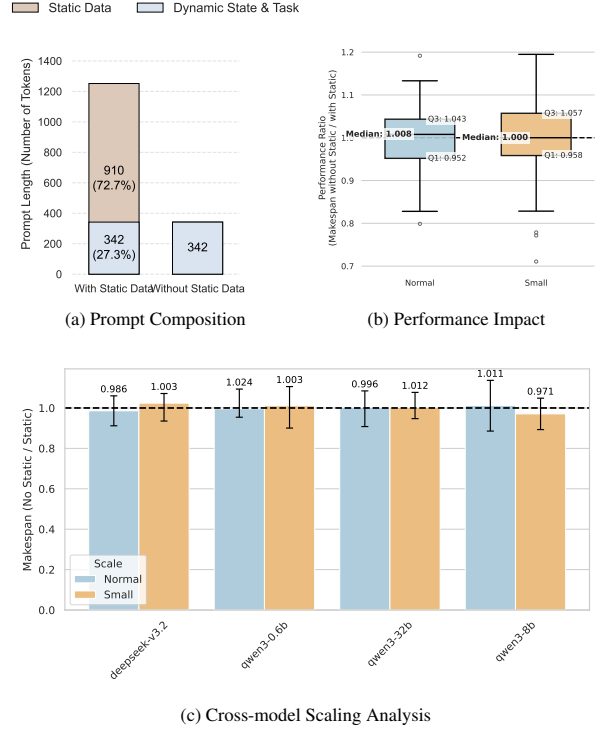 Static Data
Dynamic State & Task
Prompt Length (Number of Tokens)
1400
1200
1000
800
600
400
200
0
910
(72.7%)
342
(27.3%)
342
With Static Data
Without Static Data
(a) Prompt Composition
Performance Ratio
(Makespan without Static / with Static)
1.2
1.1
1.0
0.9
0.8
0.7
Q3: 1.043
Median: 1.008
Q1: 0.952
Q3: 1.057
Median: 1.000
Q1: 0.958
Normal
Small
(b) Performance Impact
Makespan (No Static / Static)
1.0
0.8
0.6
0.4
0.2
0.0
0.986
1.003
1.024
1.003
0.996
1.012
1.011
0.971
Scale
Normal
Small
deepseek-v3.2
qwen3-0.6b
qwen3-32b
qwen3-8b
(c) Cross-model Scaling Analysis